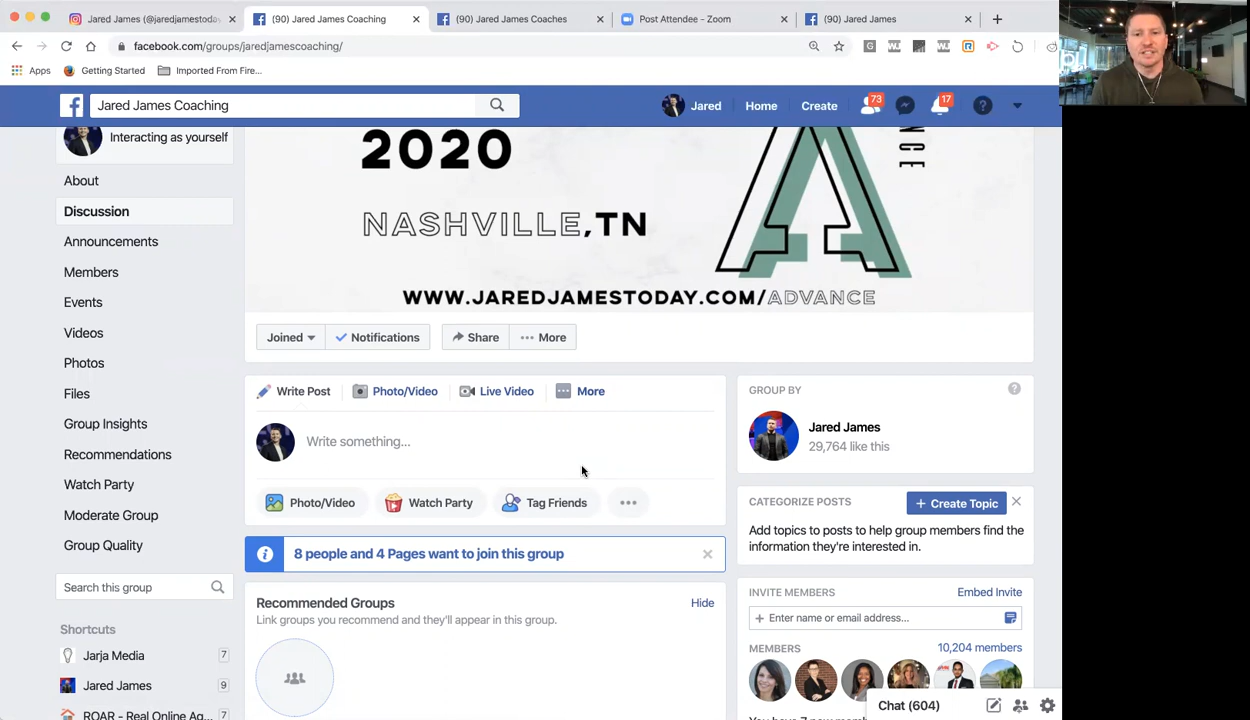 Jared James (@jaredjamestoday
(90) Jared James Coaching
(90) Jared James Coaches
Post Attendee - Zoom
(90) Jared James
facebook.com/groups/jaredjamescoaching/
Apps
Getting Started
Imported From Fire...
Jared James Coaching
Jared
Home
Create
73
17
Interacting as yourself
About
Discussion
Announcements
Members
Events
Videos
Photos
Files
Group Insights
Recommendations
Watch Party
Moderate Group
Group Quality
Search this group
Shortcuts
Jarja Media 7
Jared James 9
ROAR - Real Online Ag... 7
2020
NASHVILLE,TN
A
NCE
WWW.JAREDJAMESTODAY.COM/ADVANCE
Joined
Notifications
Share
More
Write Post
Photo/Video
Live Video
More
Write something...
Photo/Video
Watch Party
Tag Friends
8 people and 4 Pages want to join this group
Recommended Groups
Hide
Link groups you recommend and they'll appear in this group.
GROUP BY
Jared James
29,764 like this
CATEGORIZE POSTS
+ Create Topic
Add topics to posts to help group members find the
information they're interested in.
INVITE MEMBERS
Embed Invite
+ Enter name or email address...
MEMBERS
10,204 members
Chat (604)